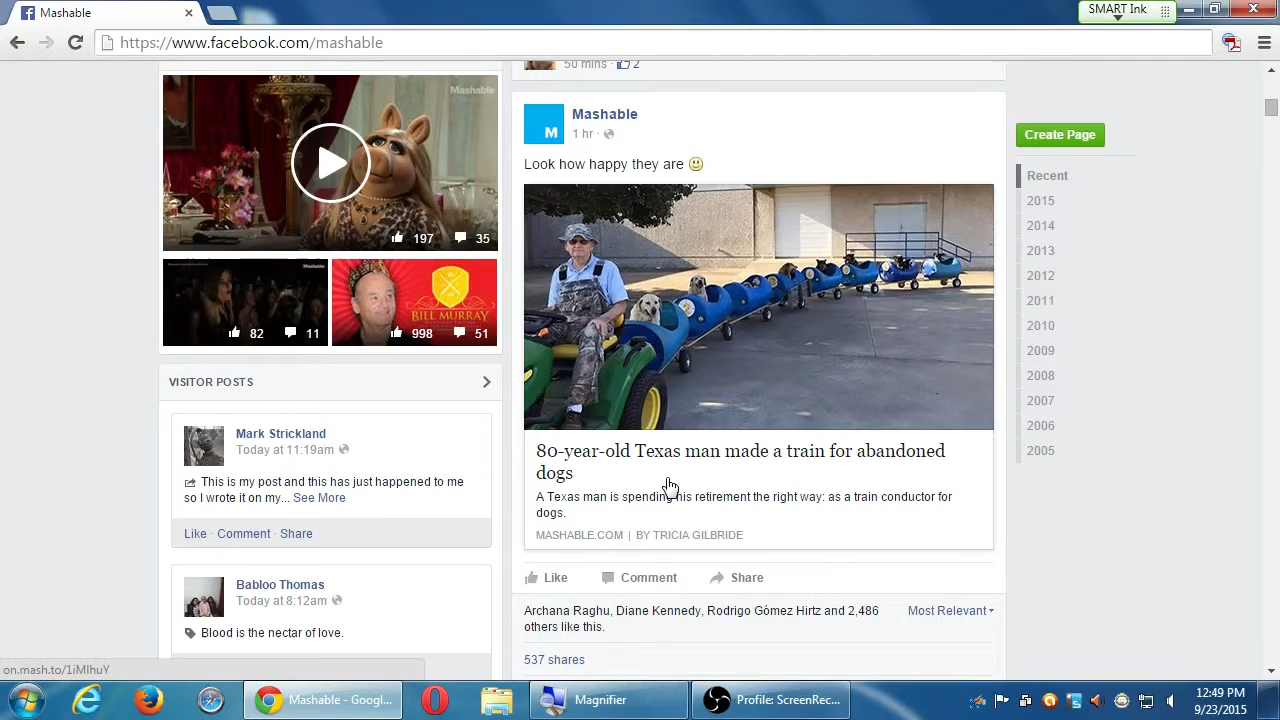 Mashable
SMART Ink
https://www.facebook.com/mashable
50 mins · 2
Mashable
197
35
82
11
BILL MURRAY
998
51
VISITOR POSTS
Mark Strickland
Today at 11:19am
This is my post and this has just happened to me
so I wrote it on my... See More
Like · Comment · Share
Babloo Thomas
Today at 8:12am
Blood is the nectar of love.
M
Mashable
1 hr ·
Look how happy they are
80-year-old Texas man made a train for abandoned
dogs
A Texas man is spending his retirement the right way: as a train conductor for
dogs.
MASHABLE.COM | BY TRICIA GILBRIDE
Like Comment Share
Archana Raghu, Diane Kennedy, Rodrigo Gómez Hirtz and 2,486
others like this.
Most Relevant
537 shares
Create Page
Recent
2015
2014
2013
2012
2011
2010
2009
2008
2007
2006
2005
on.mash.to/1iMIhuY
Mashable - Googl...
Magnifier
Profile: ScreenRec...
12:49 PM
9/23/2015